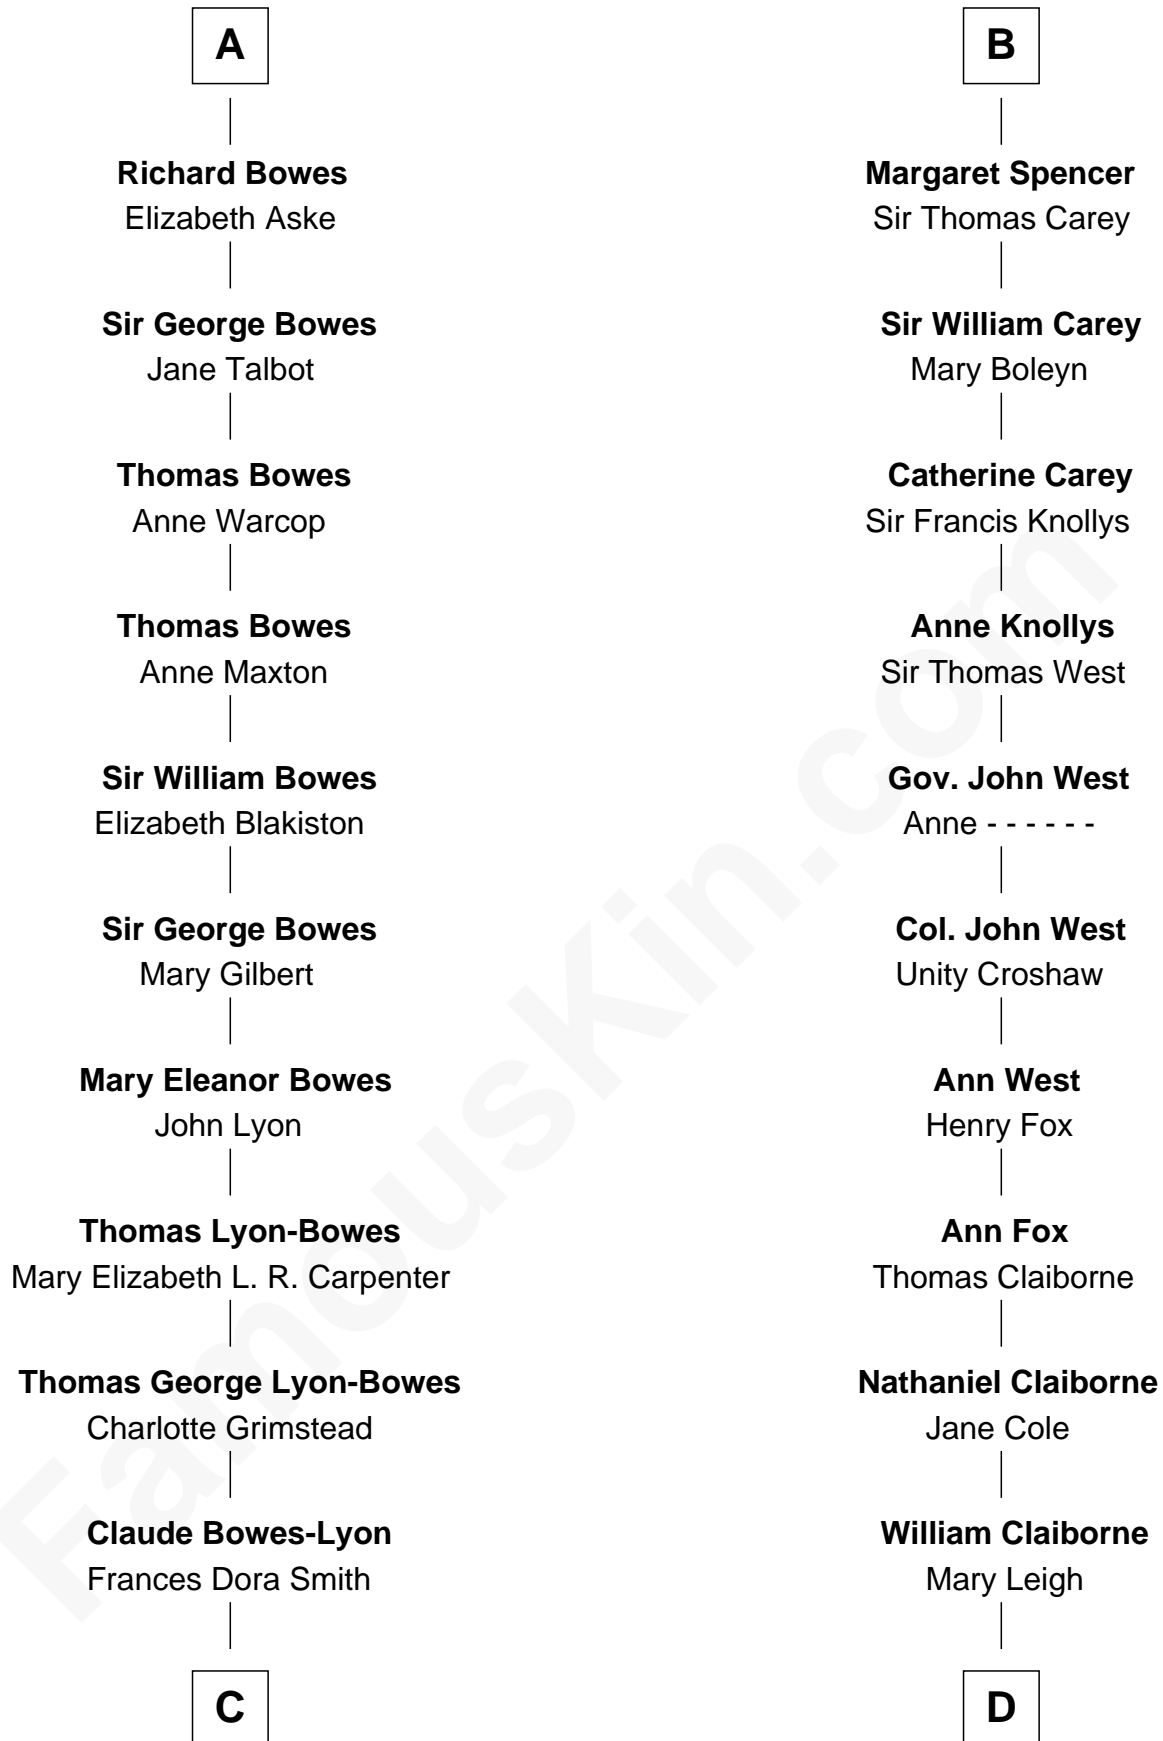 A
Richard Bowes
Elizabeth Aske
Sir George Bowes
Jane Talbot
Thomas Bowes
Anne Warcop
Thomas Bowes
Anne Maxton
Sir William Bowes
Elizabeth Blakiston
Sir George Bowes
Mary Gilbert
Mary Eleanor Bowes
John Lyon
Thomas Lyon-Bowes
Mary Elizabeth L. R. Carpenter
Thomas George Lyon-Bowes
Charlotte Grimstead
Claude Bowes-Lyon
Frances Dora Smith
C
B
Margaret Spencer
Sir Thomas Carey
Sir William Carey
Mary Boleyn
Catherine Carey
Sir Francis Knollys
Anne Knollys
Sir Thomas West
Gov. John West
Anne - - - - - -
Col. John West
Unity Croshaw
Ann West
Henry Fox
Ann Fox
Thomas Claiborne
Nathaniel Claiborne
Jane Cole
William Claiborne
Mary Leigh
D
FamousKin.com